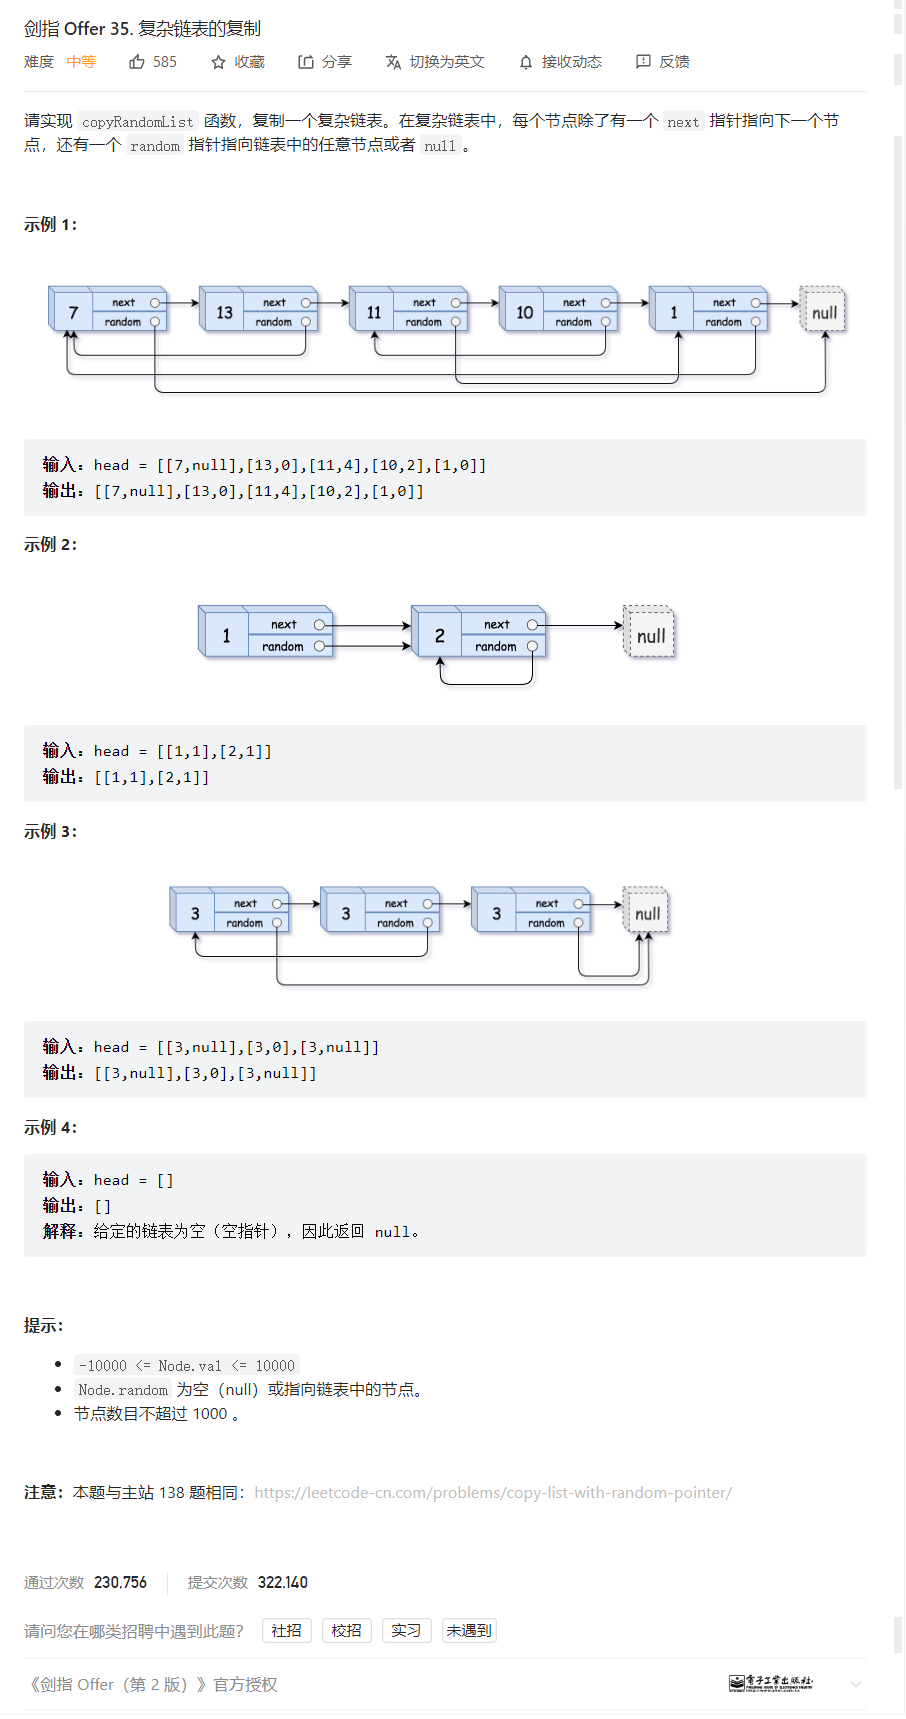 剑指 Offer 35. 复杂链表的复制
难度 中等 585 收藏 分享 切换为英文 接收动态 反馈
请实现 copyRandomList 函数，复制一个复杂链表。在复杂链表中，每个节点除了有一个 next 指针指向下一个节
点，还有一个 random 指针指向链表中的任意节点或者 null 。
示例 1：
7 next random 13 next random 11 next random 10 next random 1 next random null
输入：head = [[7,null],[13,0],[11,4],[10,2],[1,0]]
输出：[[7,null],[13,0],[11,4],[10,2],[1,0]]
示例 2：
1 next random 2 next random null
输入：head = [[1,1],[2,1]]
输出：[[1,1],[2,1]]
示例 3：
3 next random 3 next random 3 next random null
输入：head = [[3,null],[3,0],[3,null]]
输出：[[3,null],[3,0],[3,null]]
示例 4：
输入：head = []
输出：[]
解释：给定的链表为空（空指针），因此返回 null。
提示：
-10000 <= Node.val <= 10000
Node.random 为空（null）或指向链表中的节点。
节点数目不超过 1000 。
注意：本题与主站 138 题相同：https://leetcode-cn.com/problems/copy-list-with-random-pointer/
通过次数 230,756 提交次数 322,140
请问您在哪类招聘中遇到此题？ 社招 校招 实习 未遇到
《剑指 Offer（第 2 版）》官方授权 电子工业出版社